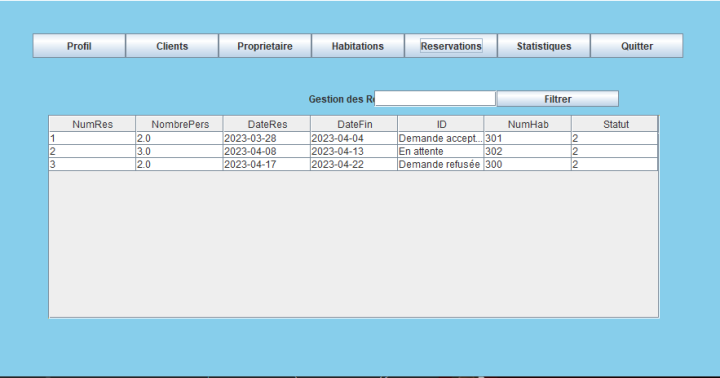 Profil Clients Proprietaire Habitations Reservations Statistiques Quitter
Gestion des R Filtrer
NumRes NombrePers DateRes DateFin ID NumHab Statut
1 2.0 2023-03-28 2023-04-04 Demande accept... 301 2
2 3.0 2023-04-08 2023-04-13 En attente 302 2
3 2.0 2023-04-17 2023-04-22 Demande refusée 300 2